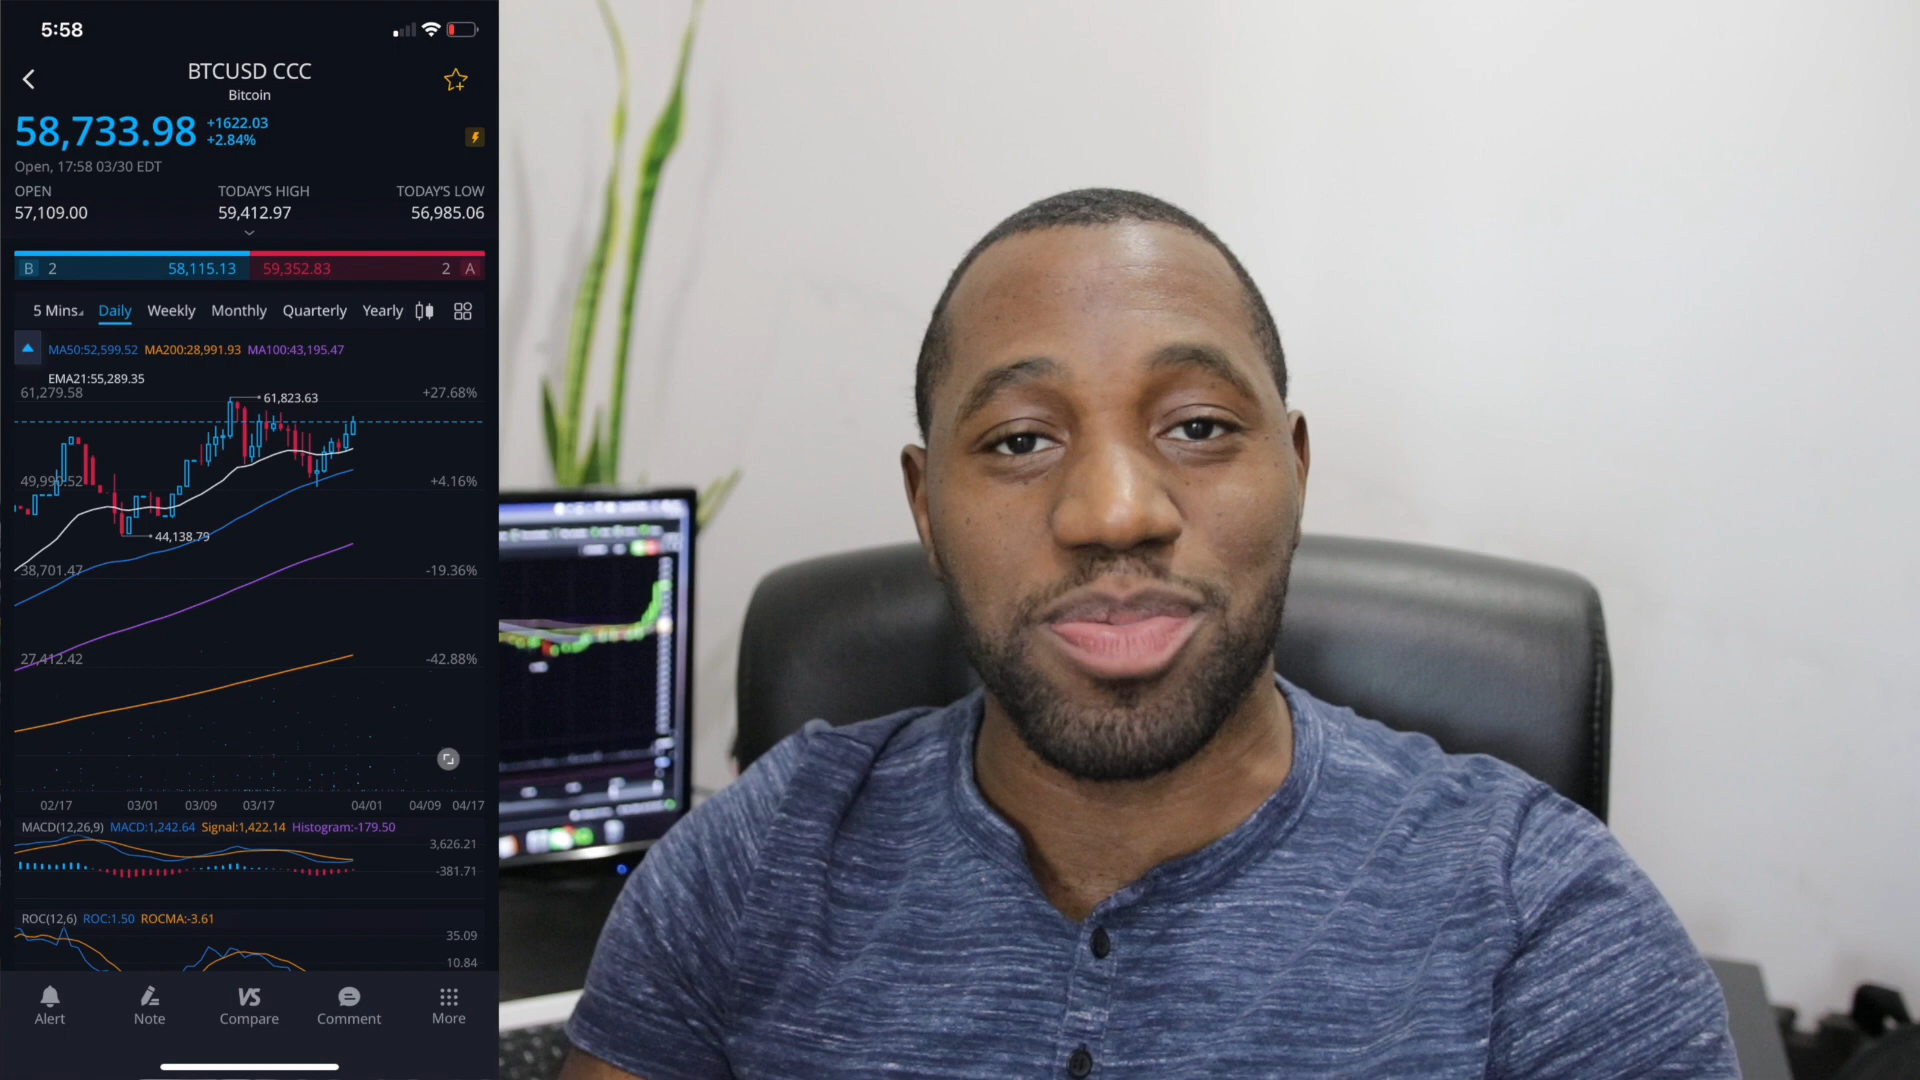 5:58
BTCUSD CCC
Bitcoin
58,733.98
+1622.03
+2.84%
Open, 17:58 03/30 EDT
OPEN TODAY'S HIGH TODAY'S LOW
57,109.00 59,412.97 56,985.06
B 2 58,115.13 59,352.83 2 A
5 Mins Daily Weekly Monthly Quarterly Yearly
MA50:52,599.52 MA200:28,991.93 MA100:43,195.47
EMA21:55,289.35
61,279.58 +27.68%
61,823.63
+4.16%
44,138.79
38,701.47 -19.36%
27,412.42 -42.88%
02/17 03/01 03/09 03/17 04/01 04/09 04/17
MACD(12,26,9) MACD:1,242.64 Signal:1,422.14 Histogram:-179.50
3,626.21
-381.71
ROC(12,6) ROC:1.50 ROCMA:-3.61
35.09
10.84
VS
Alert Note Compare Comment More